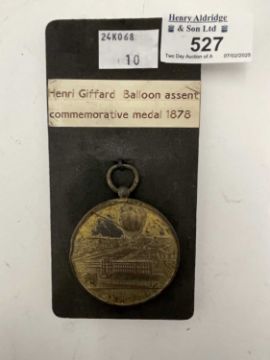 24K068
10
Henry Aldridge
& Son Ltd
527
Two Day Auction of A
07/02/2025
Henri Giffard Balloon assent
commemorative medal 1878